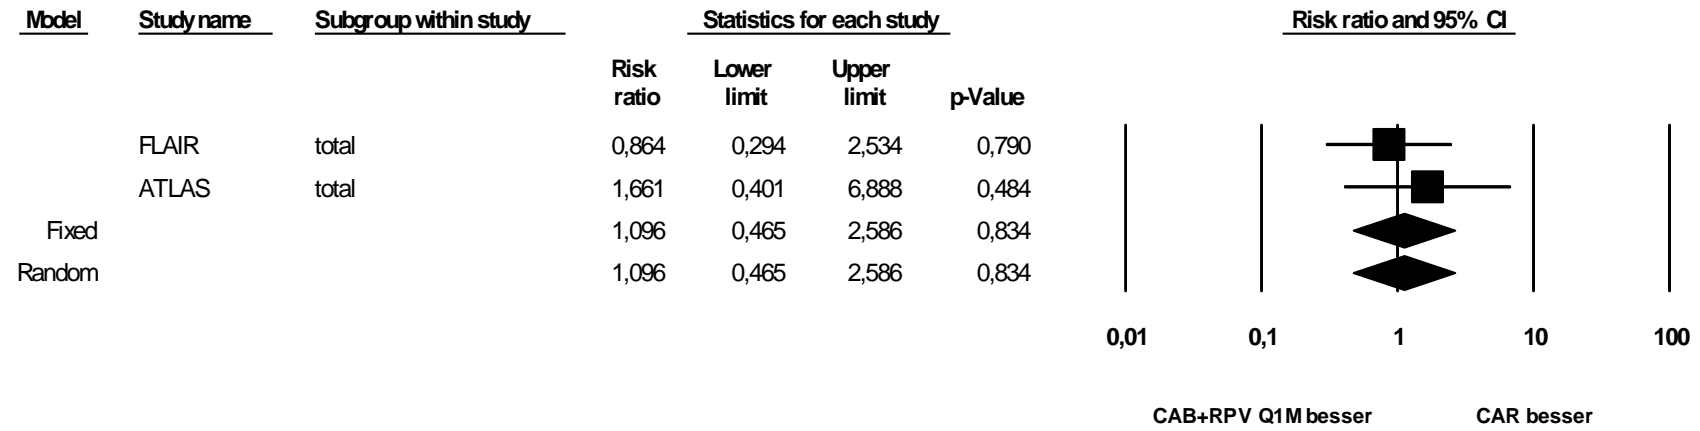 Model Study name Subgroup within study Statistics for each study Risk ratio and 95% CI
Risk ratio Lower limit Upper limit p-Value
FLAIR total 0,864 0,294 2,534 0,790
ATLAS total 1,661 0,401 6,888 0,484
Fixed 1,096 0,465 2,586 0,834
Random 1,096 0,465 2,586 0,834
0,01 0,1 1 10 100
CAB+RPV Q1M besser CAR besser